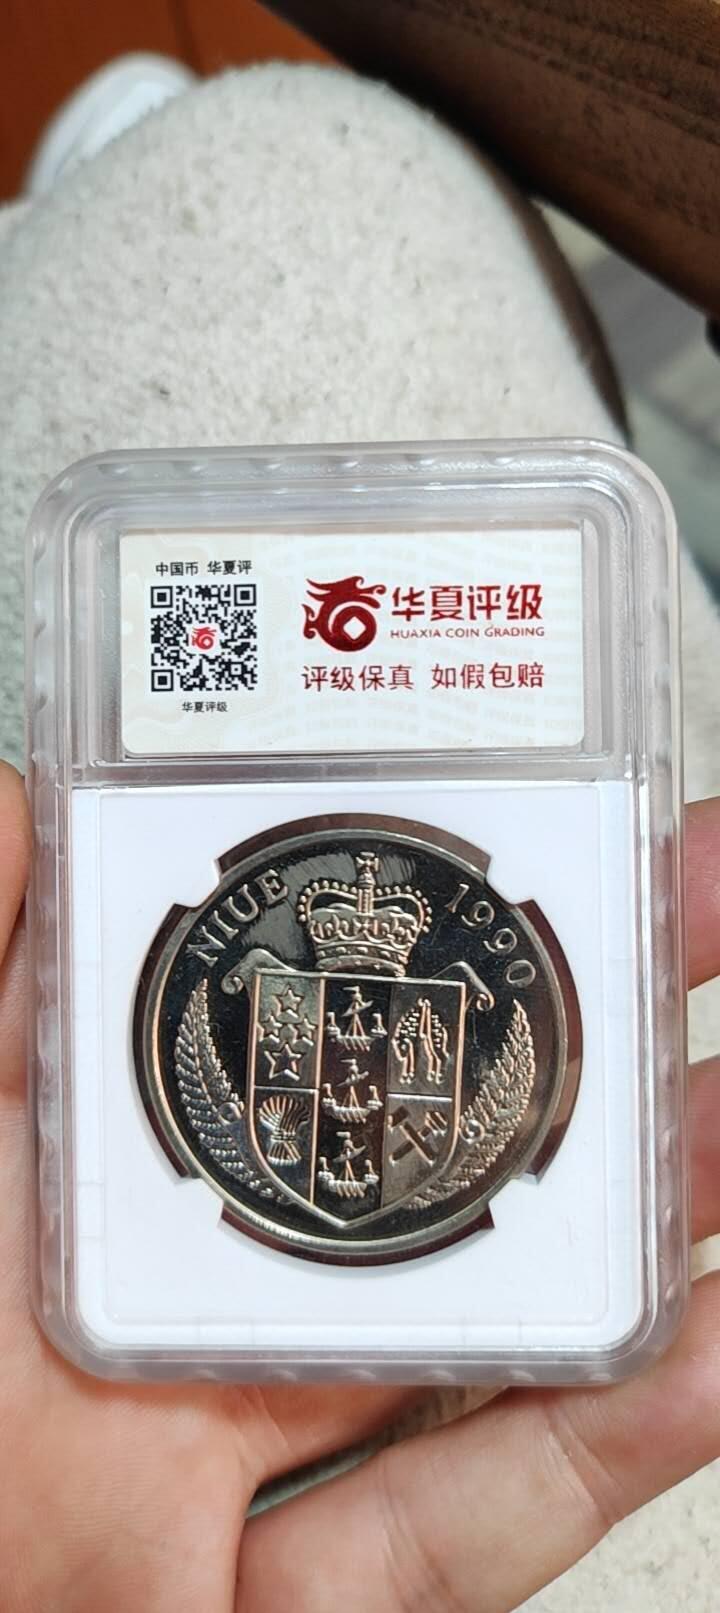 中国币 华夏评
华夏评级
HUAXIA COIN GRADING
评级保真 如假包赔
华夏评级
NIUE 1990